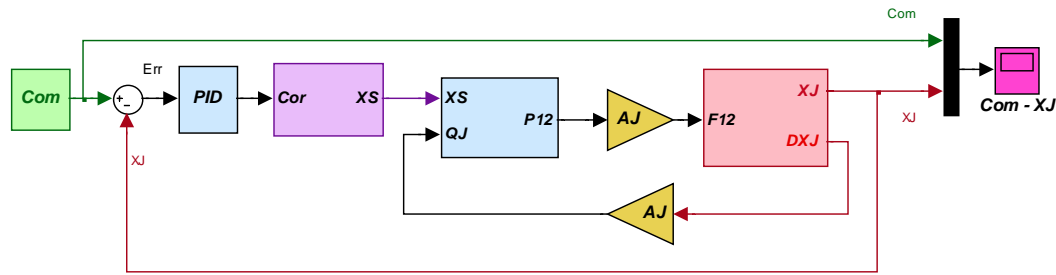 Com
Err
Com
PID
Cor
XS
XS
QJ
P12
AJ
F12
XJ
DXJ
XJ
Com - XJ
XJ
AJ